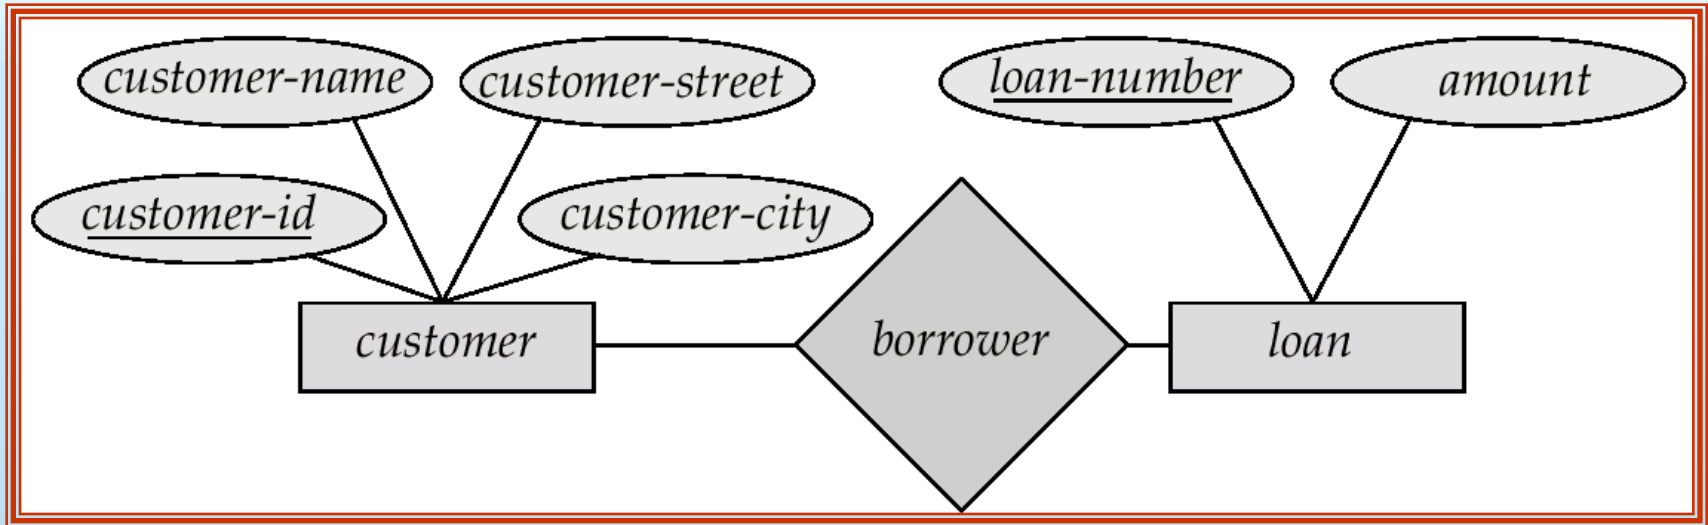 customer-name
customer-street
loan-number
amount
customer-id
customer-city
customer
borrower
loan